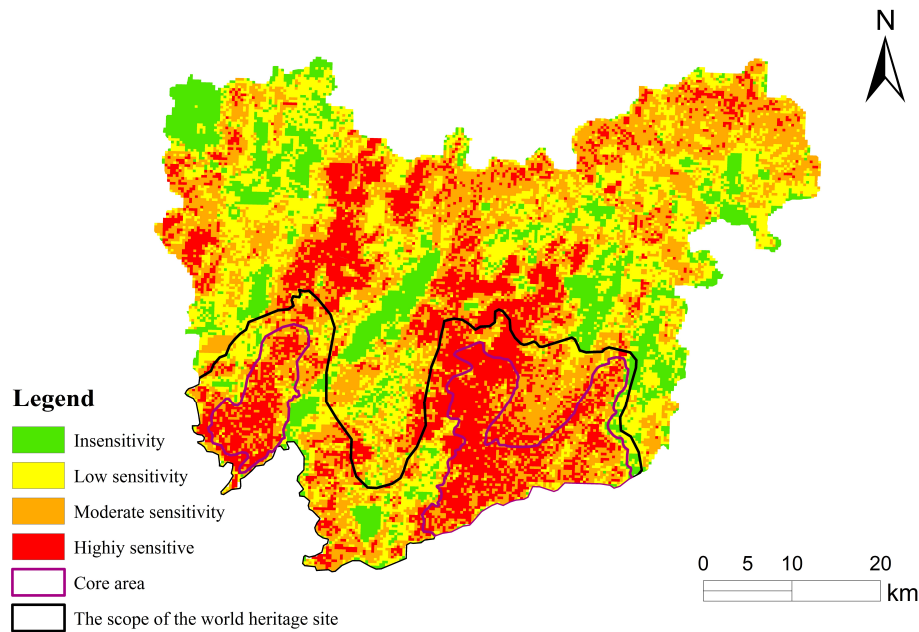 N
Legend
Insensitivity
Low sensitivity
Moderate sensitivity
Highiy sensitive
Core area
The scope of the world heritage site
0 5 10 20
km